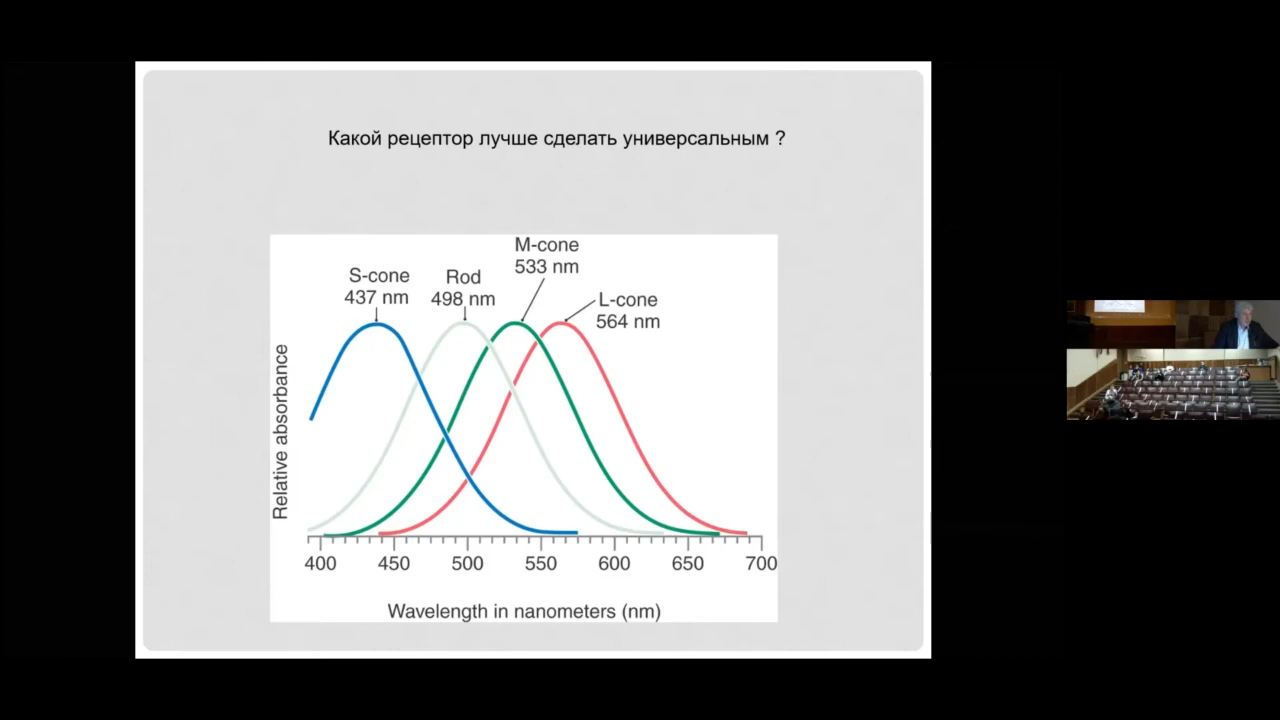 Какой рецептор лучше сделать универсальным ?
M-cone
533 nm
S-cone
437 nm
Rod
498 nm
L-cone
564 nm
Relative absorbance
400 450 500 550 600 650 700
Wavelength in nanometers (nm)